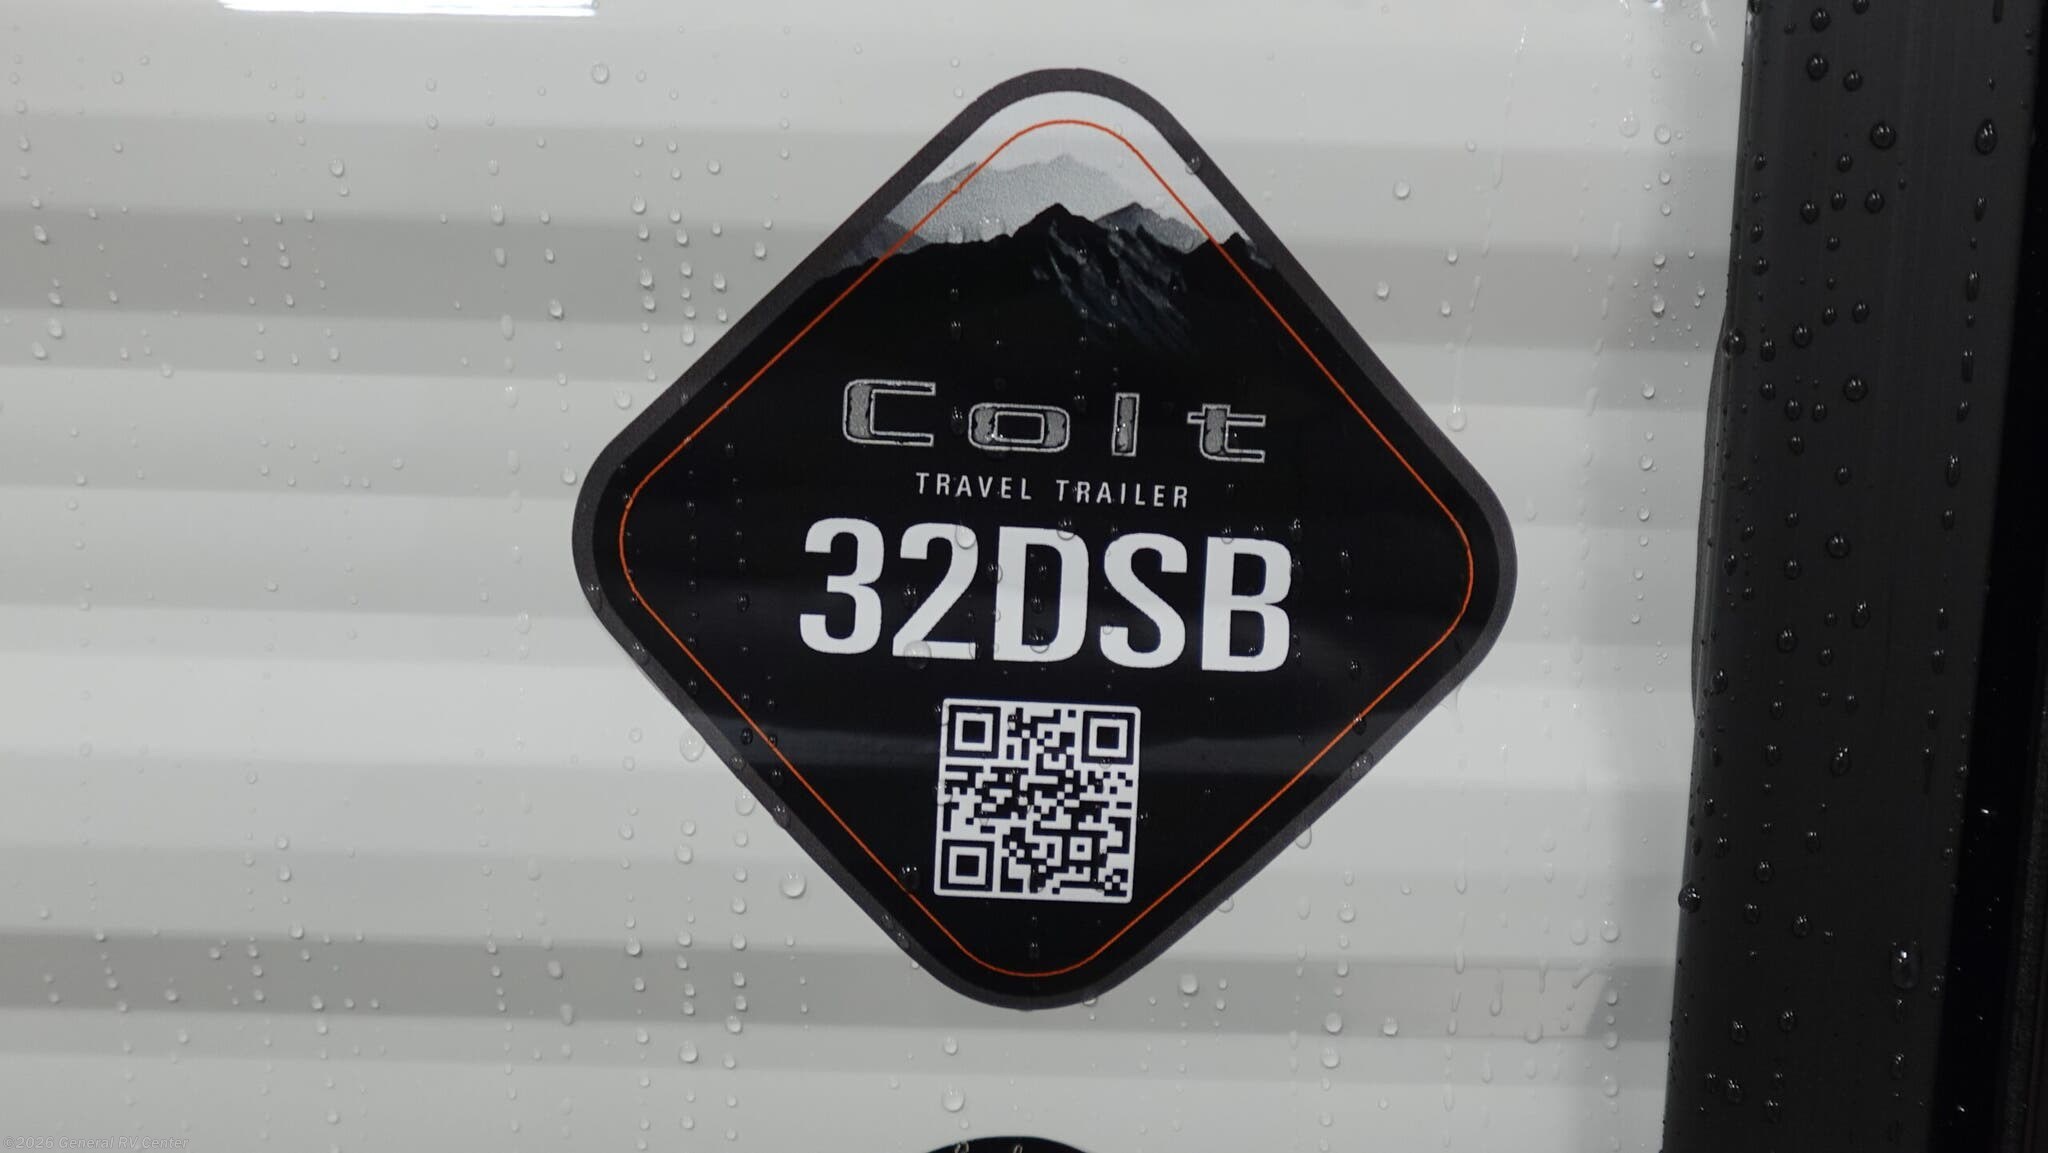 Colt
TRAVEL TRAILER
32DSB
©2025 General RV Center